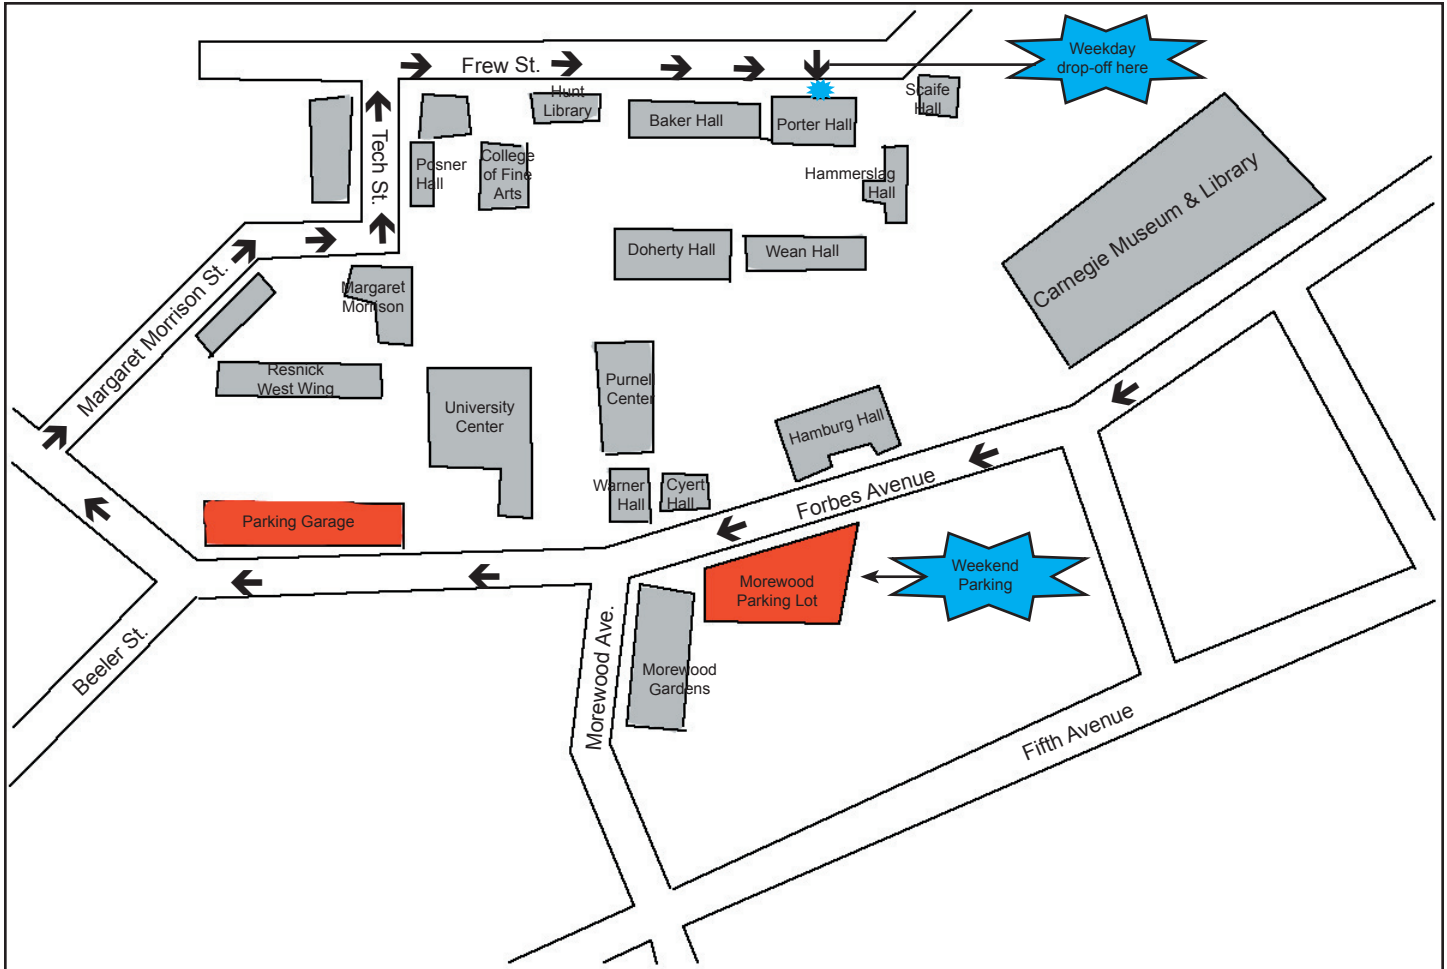 Weekday
drop-off here
Frew St.
Hunt
Library
Scaife
Hall
Baker Hall
Porter Hall
Tech St.
Posner
Hall
College
of Fine
Arts
Hammerslag
Hall
Carnegie Museum & Library
Doherty Hall
Wean Hall
Margaret Morrison St.
Margaret
Morrison
Resnick
West Wing
University
Center
Purnell
Center
Hamburg Hall
Warner
Hall
Cyert
Hall
Forbes Avenue
Parking Garage
Morewood
Parking Lot
Weekend
Parking
Beeler St.
Morewood Ave.
Morewood
Gardens
Fifth Avenue